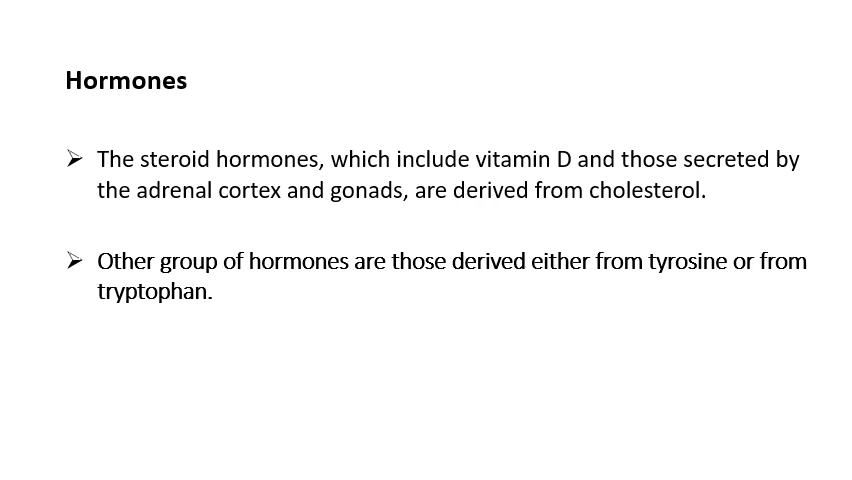 Hormones
➢ The steroid hormones, which include vitamin D and those secreted by
the adrenal cortex and gonads, are derived from cholesterol.
➢ Other group of hormones are those derived either from tyrosine or from
tryptophan.